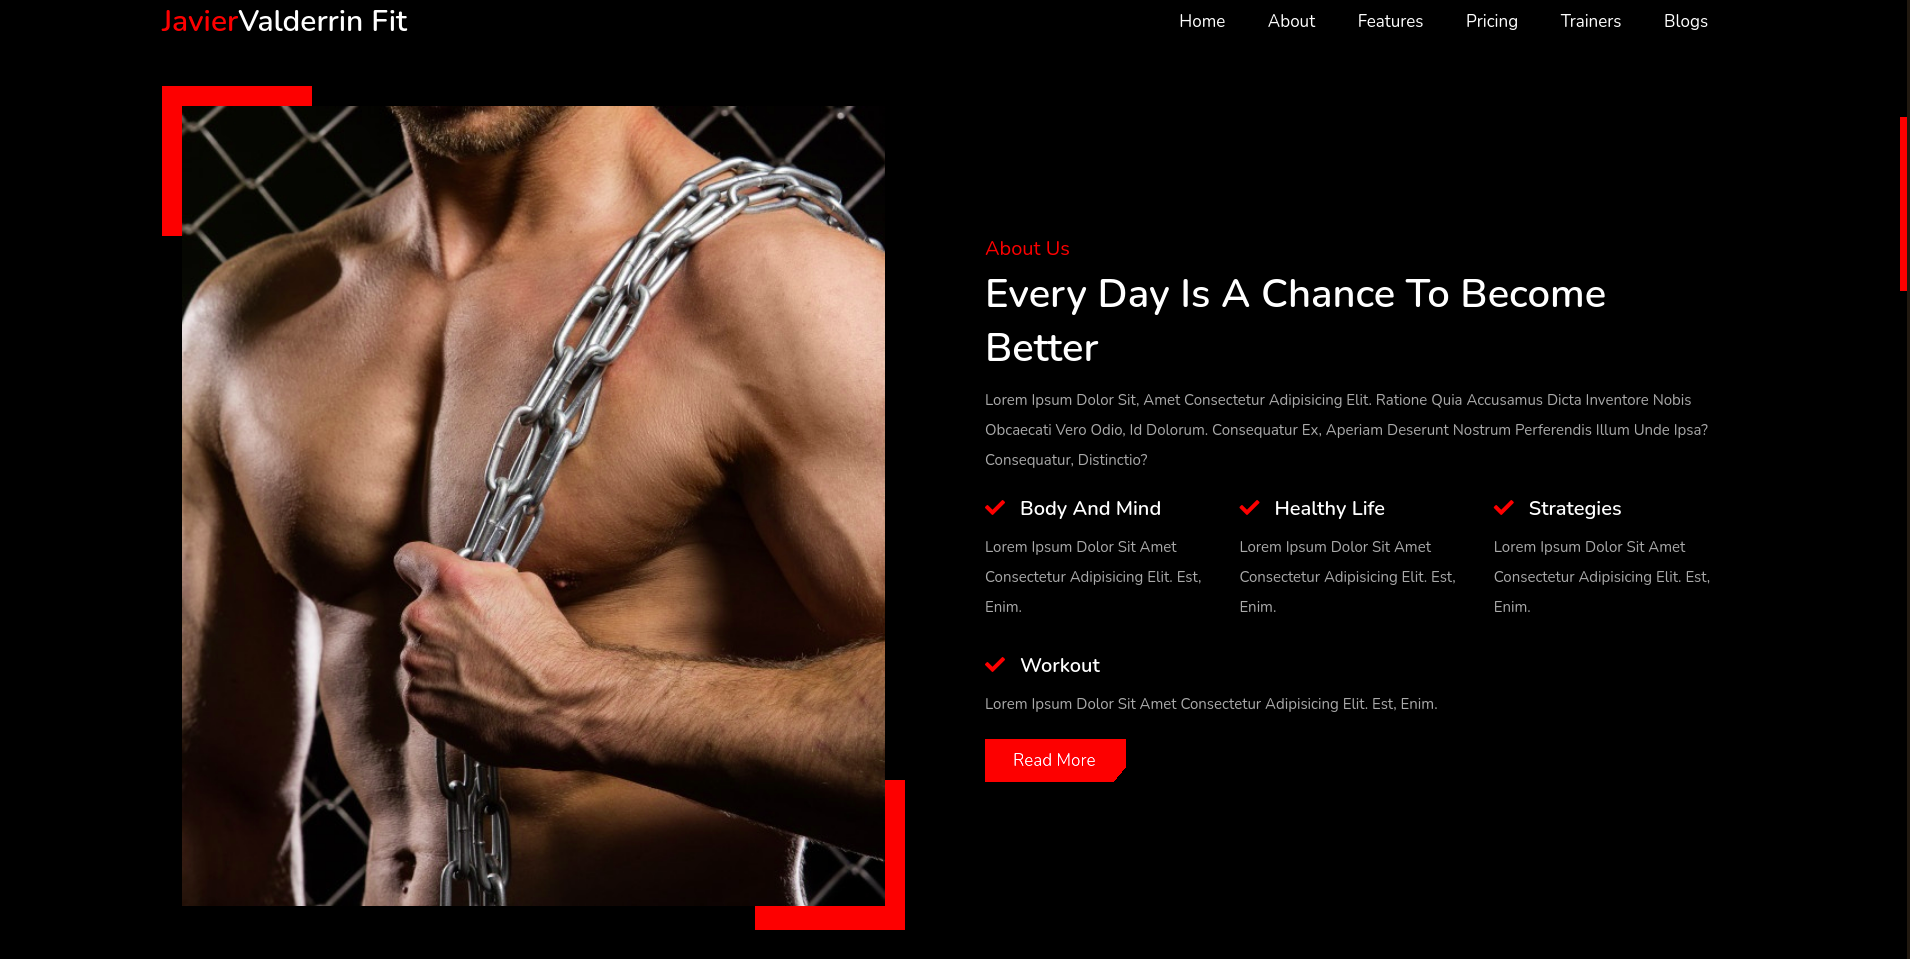 JavierValderrin Fit
Home About Features Pricing Trainers Blogs
About Us
Every Day Is A Chance To Become
Better
Lorem Ipsum Dolor Sit, Amet Consectetur Adipisicing Elit. Ratione Quia Accusamus Dicta Inventore Nobis
Obcaecati Vero Odio, Id Dolorum. Consequatur Ex, Aperiam Deserunt Nostrum Perferendis Illum Unde Ipsa?
Consequatur, Distinctio?
Body And Mind
Lorem Ipsum Dolor Sit Amet
Consectetur Adipisicing Elit. Est,
Enim.
Healthy Life
Lorem Ipsum Dolor Sit Amet
Consectetur Adipisicing Elit. Est,
Enim.
Strategies
Lorem Ipsum Dolor Sit Amet
Consectetur Adipisicing Elit. Est,
Enim.
Workout
Lorem Ipsum Dolor Sit Amet Consectetur Adipisicing Elit. Est, Enim.
Read More